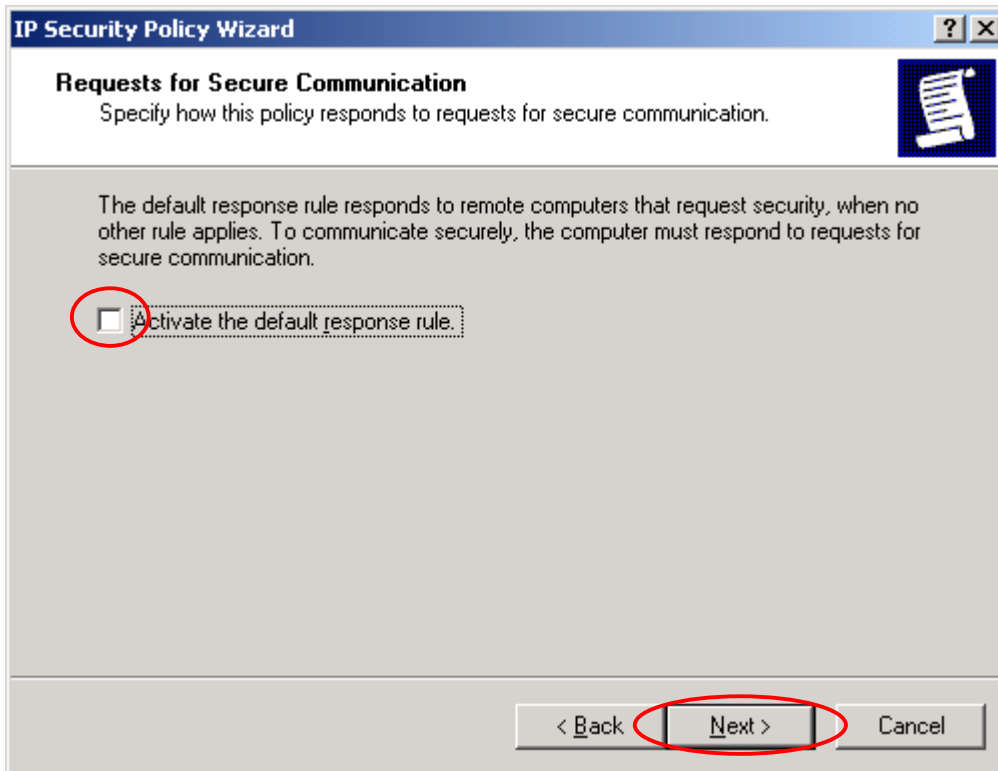 IP Security Policy Wizard
Requests for Secure Communication
Specify how this policy responds to requests for secure communication.
The default response rule responds to remote computers that request security, when no
other rule applies. To communicate securely, the computer must respond to requests for
secure communication.
Activate the default response rule.
< Back
Next >
Cancel